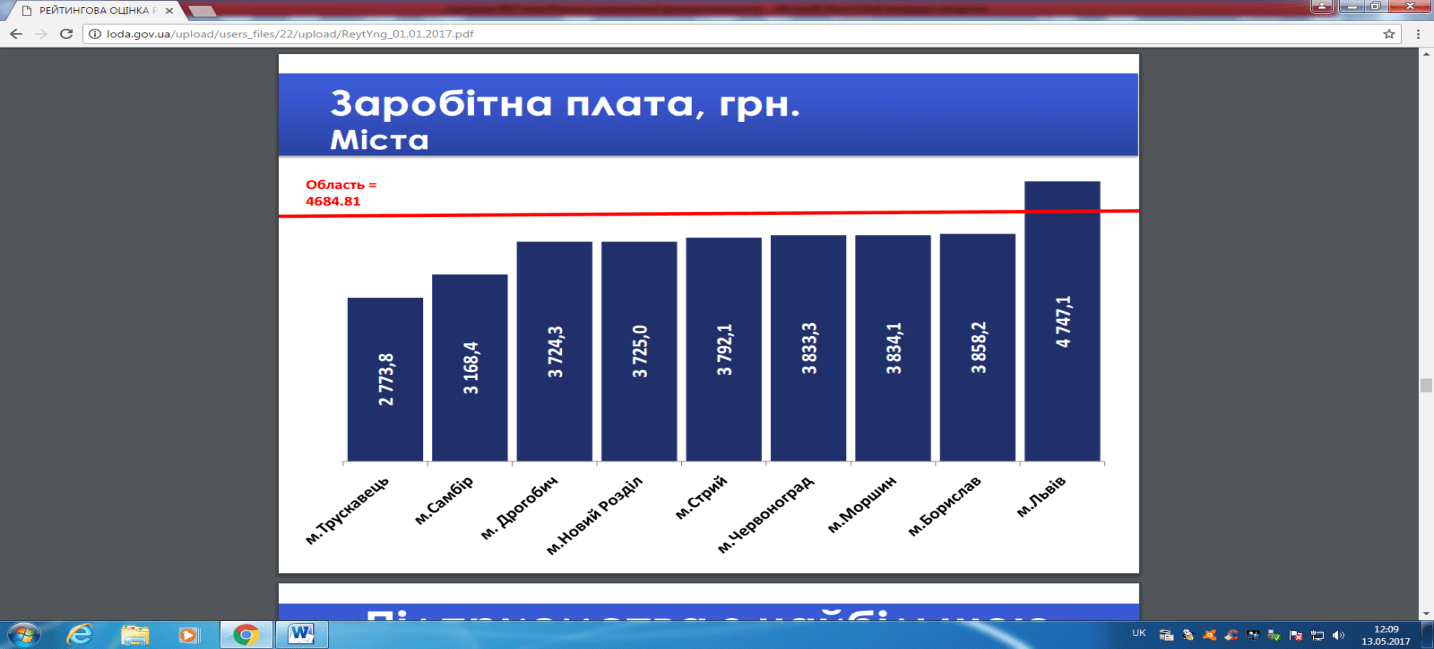 РЕЙТИНГОВА ОЦІНКА Р
loda.gov.ua/upload/users_files/22/upload/ReytYng_01.01.2017.pdf
Заробітна плата, грн.
Міста
Область =
4684.81
2 773,8
3 168,4
3 724,3
3 725,0
3 792,1
3 833,3
3 834,1
3 858,2
4 747,1
м.Трускавець
м.Самбір
м. Дрогобич
м.Новий Розділ
м.Стрий
м.Червоноград
м.Моршин
м.Борислав
м.Львів
UK
12:09
13.05.2017